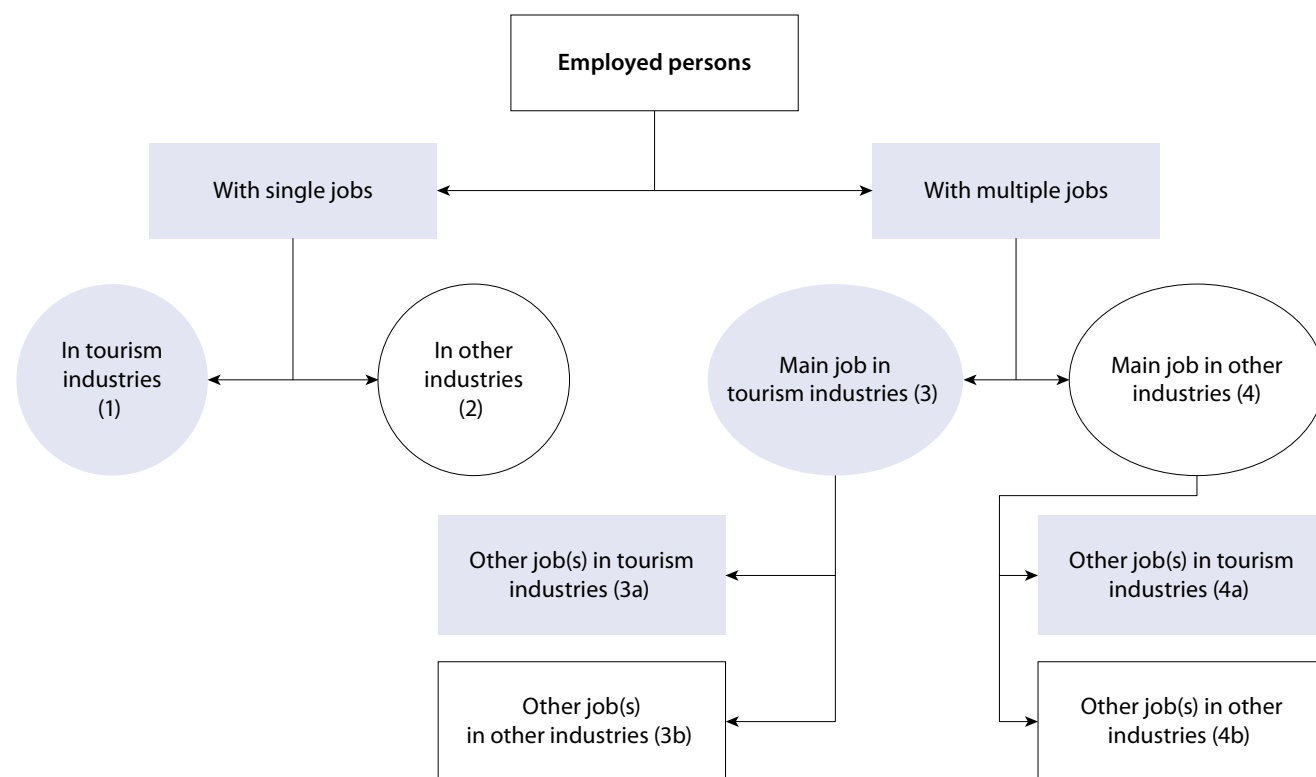 Employed persons
With single jobs
With multiple jobs
In tourism
industries
(1)
In other
industries
(2)
Main job in
tourism industries (3)
Main job in other
industries (4)
Other job(s) in tourism
industries (3a)
Other job(s) in tourism
industries (4a)
Other job(s)
in other industries (3b)
Other job(s) in other
industries (4b)